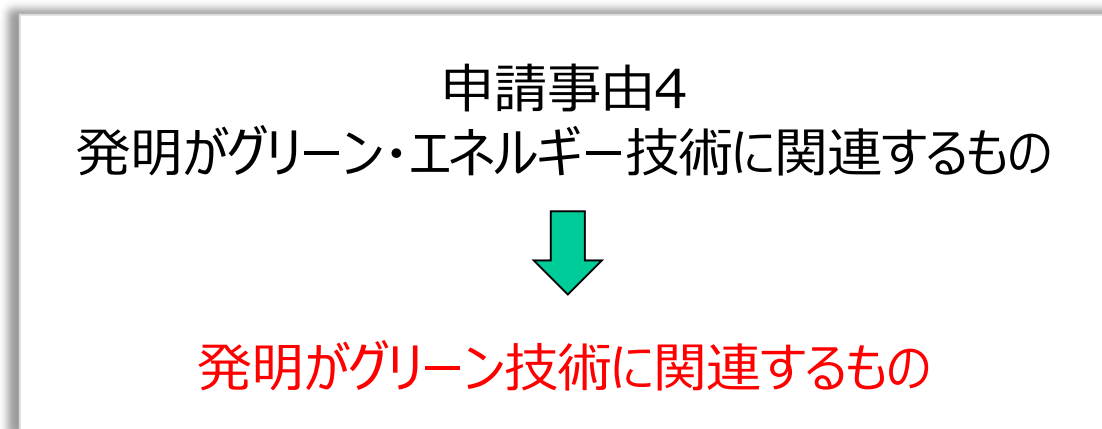 申請事由4
発明がグリーン・エネルギー技術に関連するもの
発明がグリーン技術に関連するもの